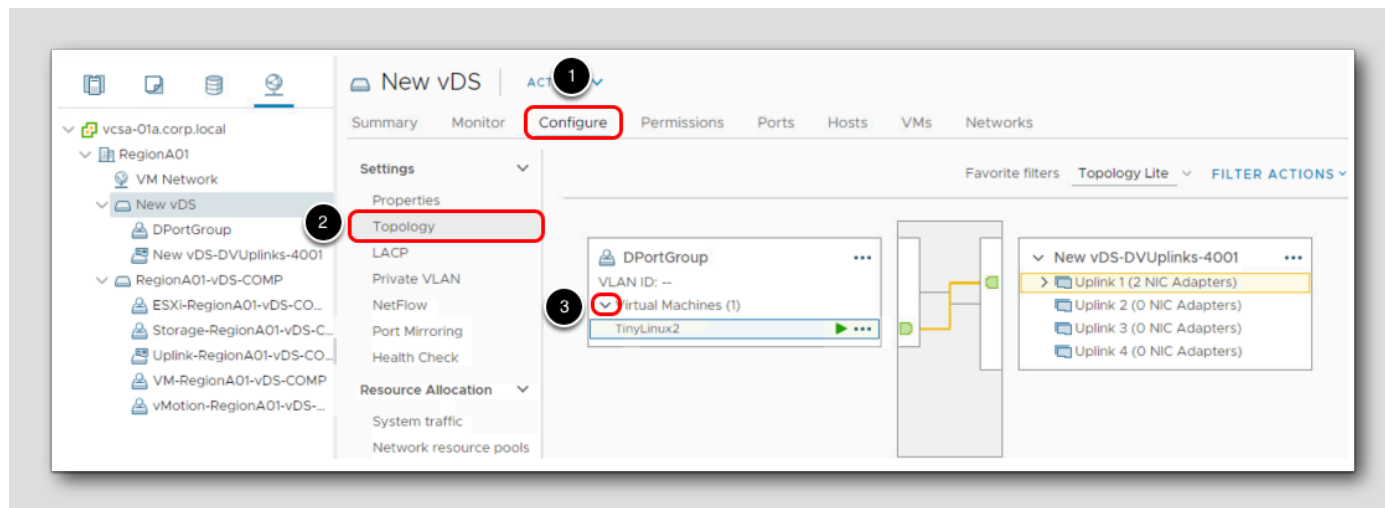 New vDS
ACT
1
Summary Monitor Configure Permissions Ports Hosts VMs Networks
vcsa-01a.corp.local
RegionA01
VM Network
New vDS
DPortGroup
New vDS-DVUplinks-4001
RegionA01-vDS-COMP
ESXi-RegionA01-vDS-CO...
Storage-RegionA01-vDS-C...
Uplink-RegionA01-vDS-CO...
VM-RegionA01-vDS-COMP
vMotion-RegionA01-vDS-...
Settings
Properties
2
Topology
LACP
Private VLAN
NetFlow
Port Mirroring
Health Check
Resource Allocation
System traffic
Network resource pools
Favorite filters Topology Lite FILTER ACTIONS
DPortGroup
VLAN ID: --
3
Virtual Machines (1)
TinyLinux2
New vDS-DVUplinks-4001
Uplink 1 (2 NIC Adapters)
Uplink 2 (0 NIC Adapters)
Uplink 3 (0 NIC Adapters)
Uplink 4 (0 NIC Adapters)